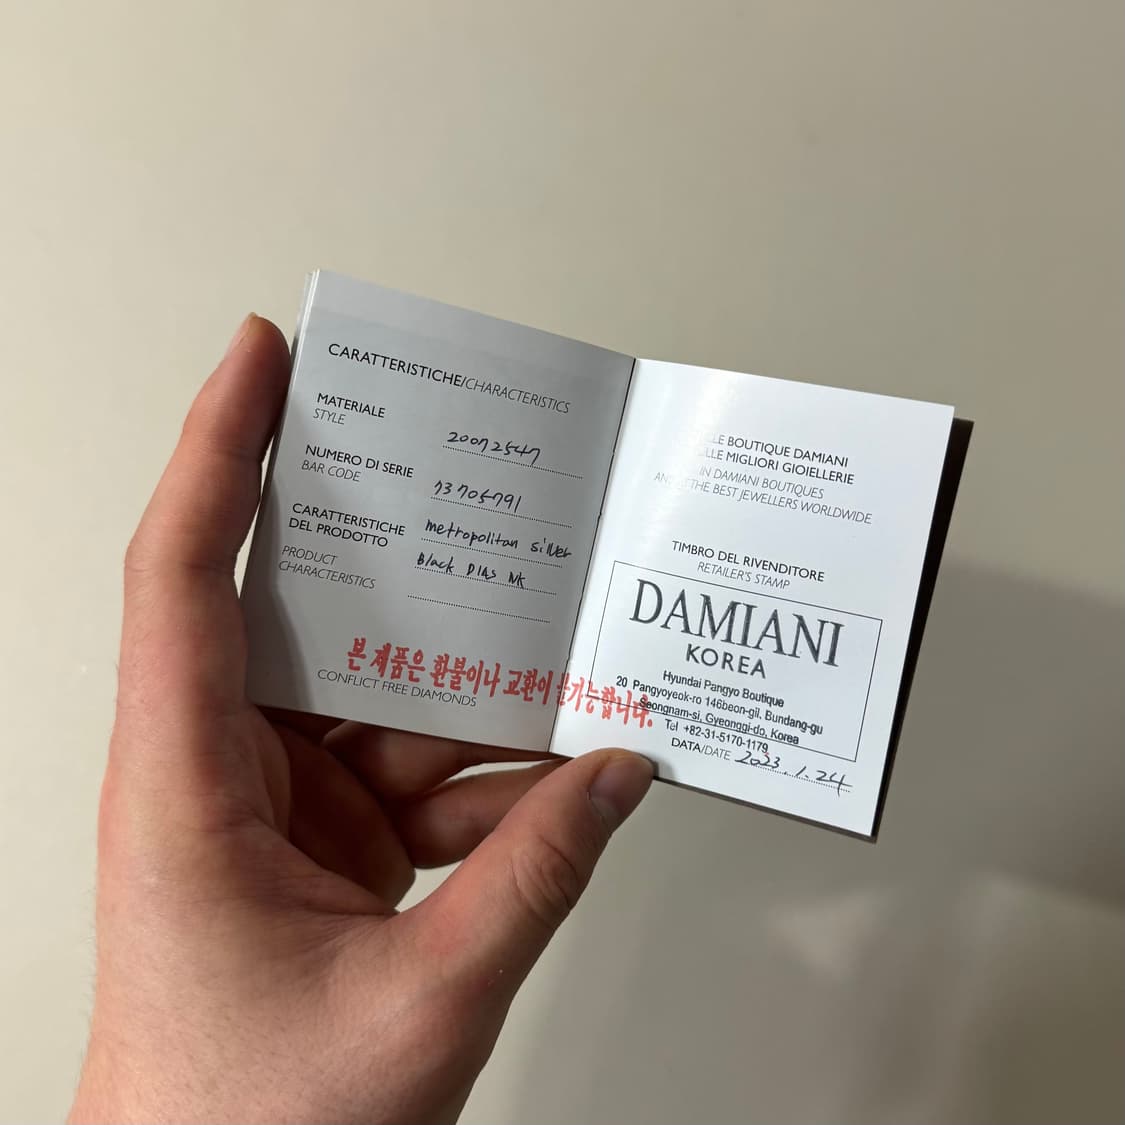 CARATTERISTICHE/CHARACTERISTICS
MATERIALE
STYLE
20072547
NUMERO DI SERIE
BAR CODE
73705791
CARATTERISTICHE
DEL PRODOTTO
PRODUCT
CHARACTERISTICS
metropolitan silver
Black DIAs NK
본 제품은 환불이나 교환이 불가능합니다.
CONFLICT FREE DIAMONDS
BOUTIQUE DAMIANI
MIGLIORI GIOIELLERIE
IN DAMIANI BOUTIQUES
THE BEST JEWELLERS WORLDWIDE
TIMBRO DEL RIVENDITORE
RETAILER'S STAMP
DAMIANI
KOREA
Hyundai Pangyo Boutique
20 Pangyoyeok-ro 146beon-gil, Bundang-gu
Seongnam-si, Gyeonggi-do, Korea
Tel +82-31-5170-1179
DATA/DATE 2023.1.24